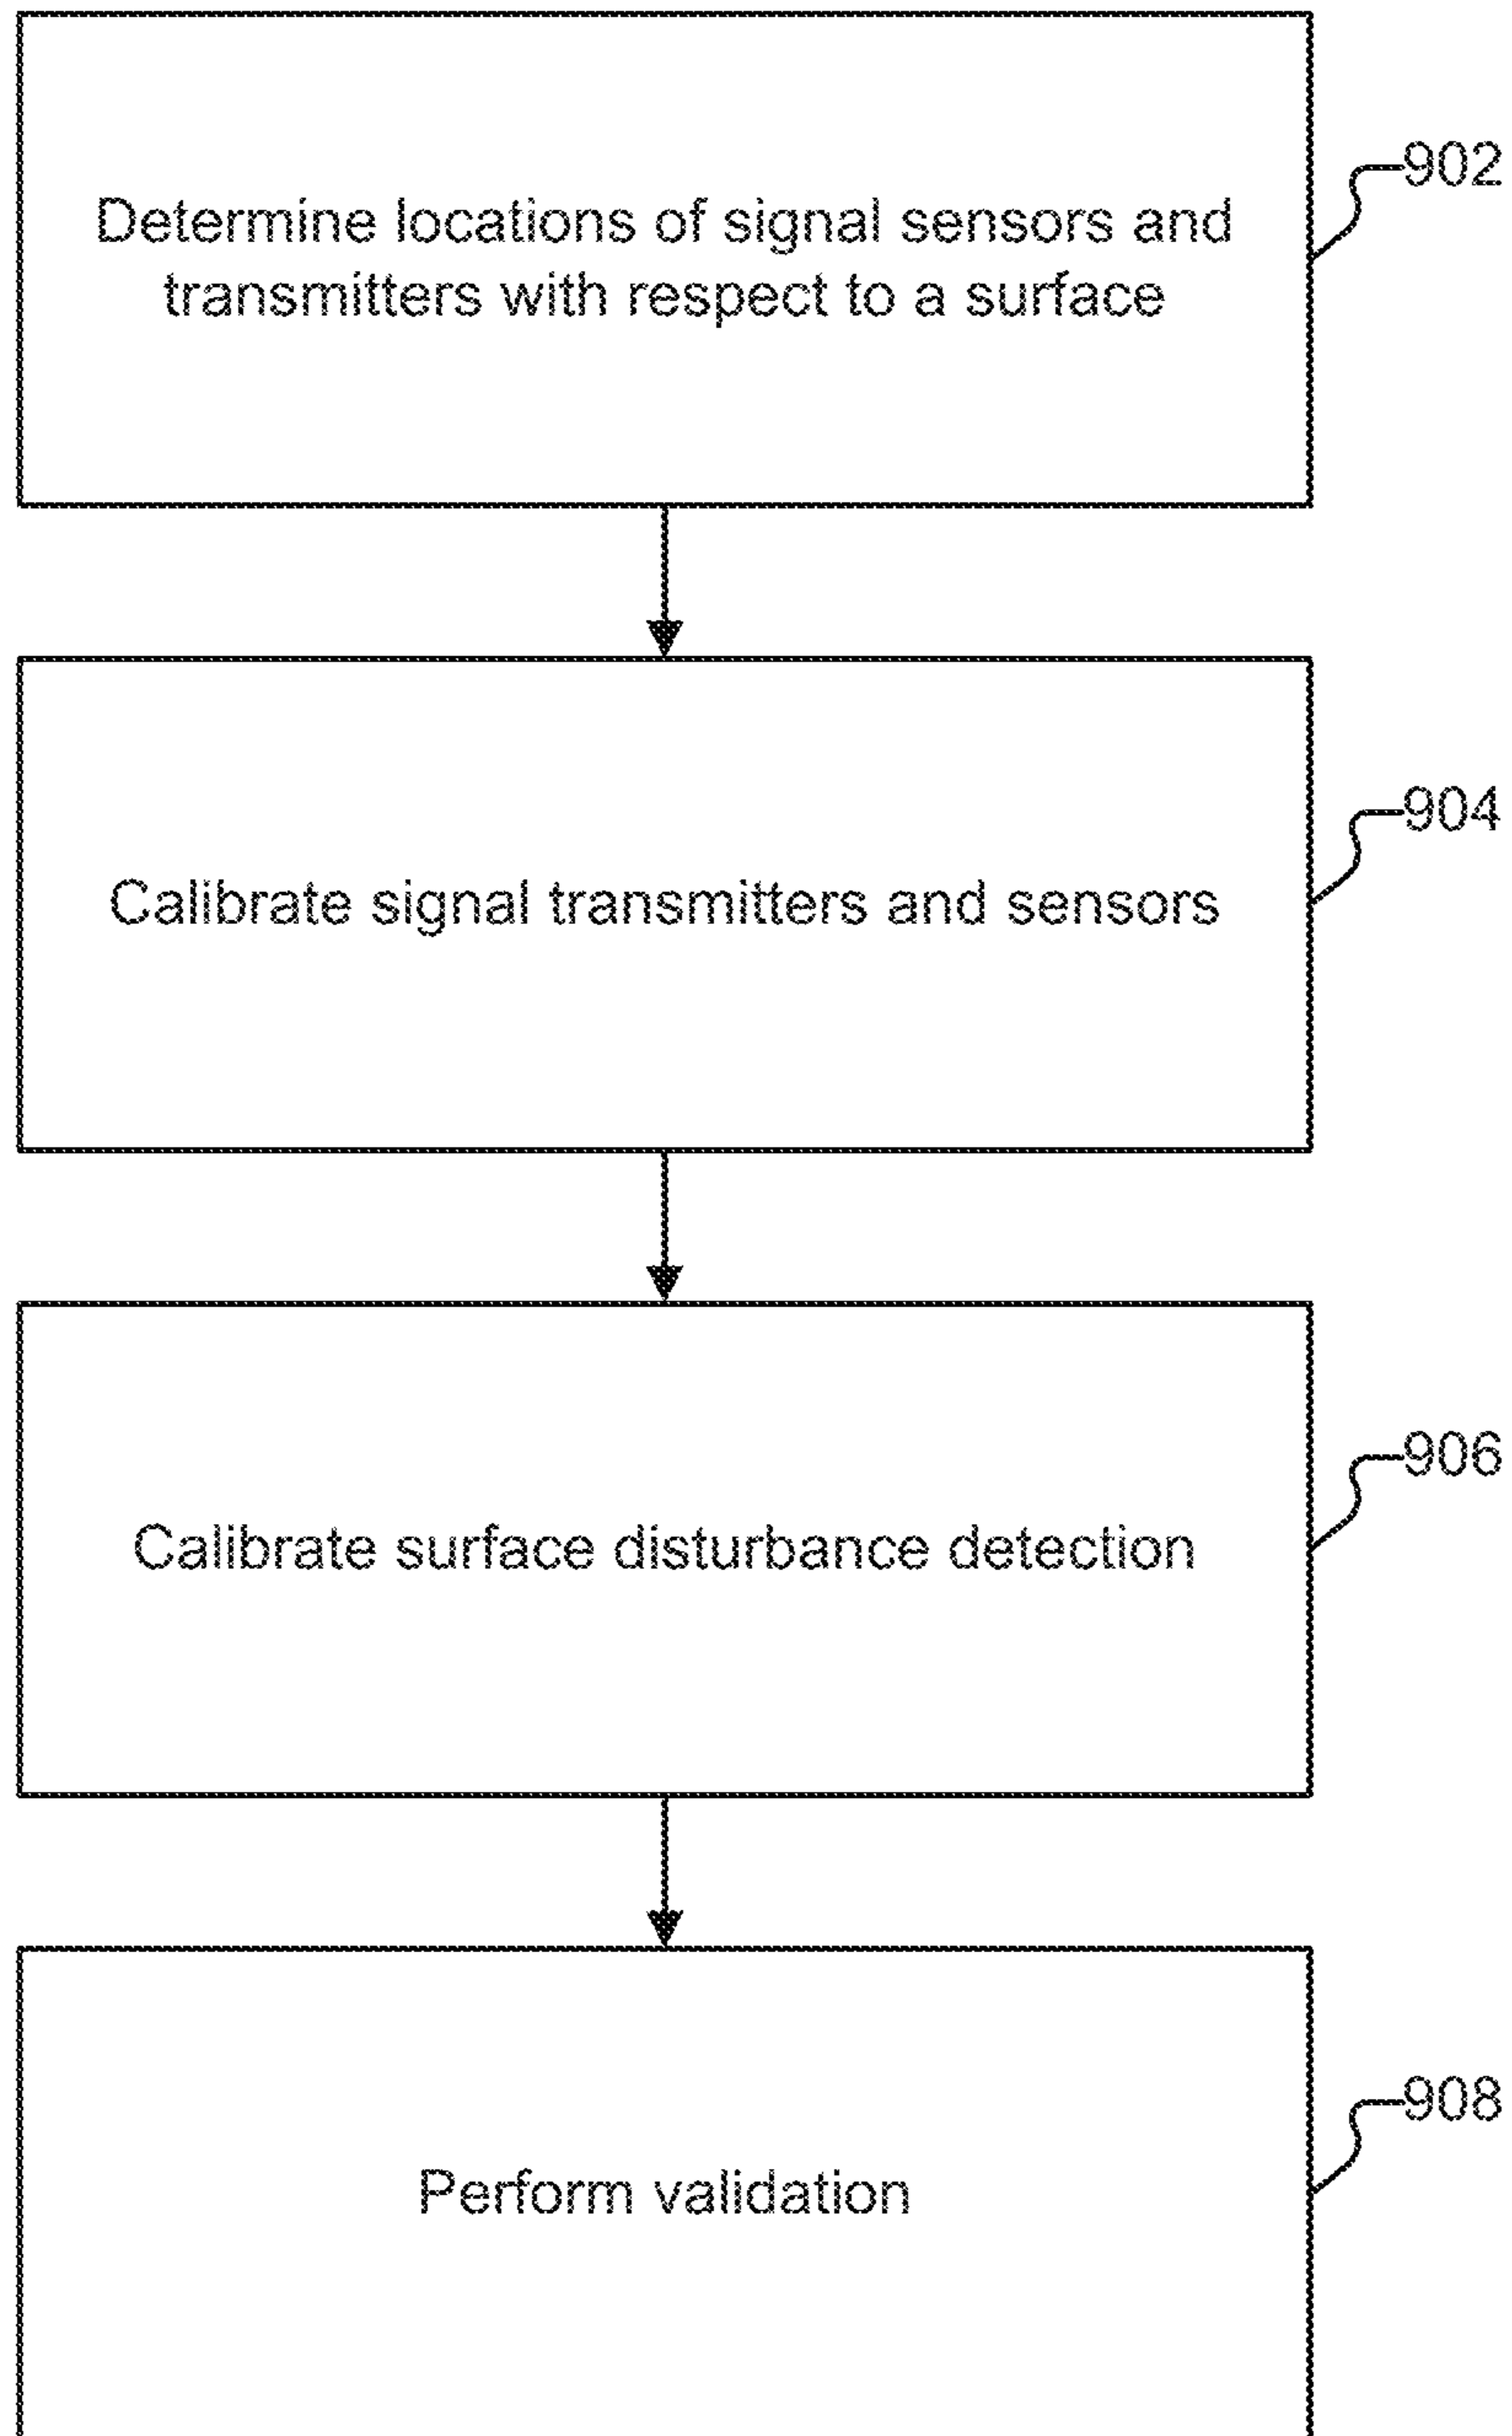 Determine locations of signal sensors and
transmitters with respect to a surface
902
Calibrate signal transmitters and sensors
904
Calibrate surface disturbance detection
906
Perform validation
908